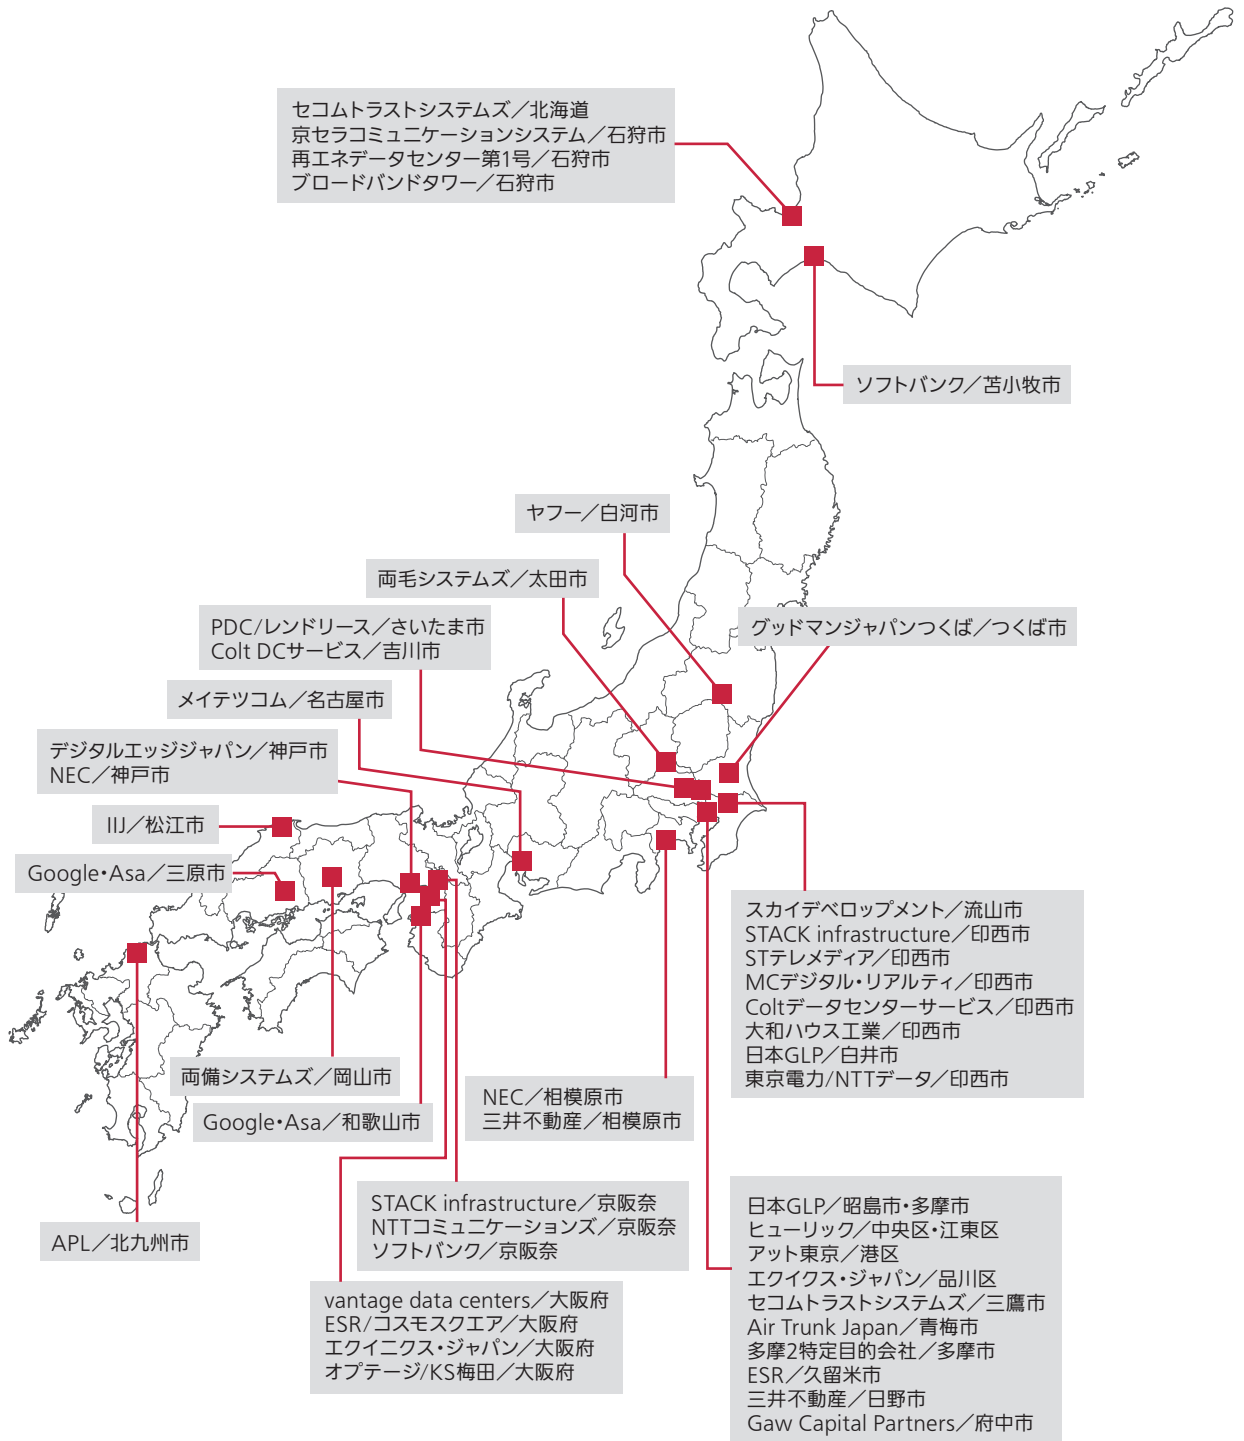 セコムトラストシステムズ／北海道
京セラコミュニケーションシステム／石狩市
再エネデータセンター第1号／石狩市
ブロードバンドタワー／石狩市
ソフトバンク／苫小牧市
ヤフー／白河市
両毛システムズ／太田市
PDC/レンドリース／さいたま市
Colt DCサービス／吉川市
グッドマンジャパンつくば／つくば市
メイテツコム／名古屋市
デジタルエッジジャパン／神戸市
NEC／神戸市
IIJ／松江市
Google・Asa／三原市
スカイデベロップメント／流山市
STACK infrastructure／印西市
STテレメディア／印西市
MCデジタル・リアルティ／印西市
Coltデータセンターサービス／印西市
大和ハウス工業／印西市
日本GLP／白井市
東京電力/NTTデータ／印西市
両備システムズ／岡山市
Google・Asa／和歌山市
NEC／相模原市
三井不動産／相模原市
STACK infrastructure／京阪奈
NTTコミュニケーションズ／京阪奈
ソフトバンク／京阪奈
APL／北九州市
vantage data centers／大阪府
ESR/コスモスクエア／大阪府
エクイニクス・ジャパン／大阪府
オプテージ/KS梅田／大阪府
日本GLP／昭島市・多摩市
ヒューリック／中央区・江東区
アット東京／港区
エクイクス・ジャパン／品川区
セコムトラストシステムズ／三鷹市
Air Trunk Japan／青梅市
多摩2特定目的会社／多摩市
ESR／久留米市
三井不動産／日野市
Gaw Capital Partners／府中市